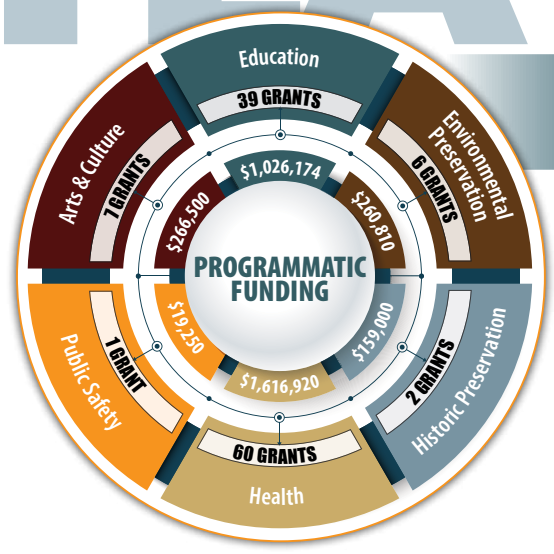 Education
39 GRANTS
$1,026,174
Environmental
Preservation
6 GRANTS
$260,810
Historic Preservation
2 GRANTS
$159,000
Health
60 GRANTS
$1,616,920
Public Safety
1 GRANT
$19,250
Arts & Culture
7 GRANTS
$266,500
PROGRAMMATIC
FUNDING